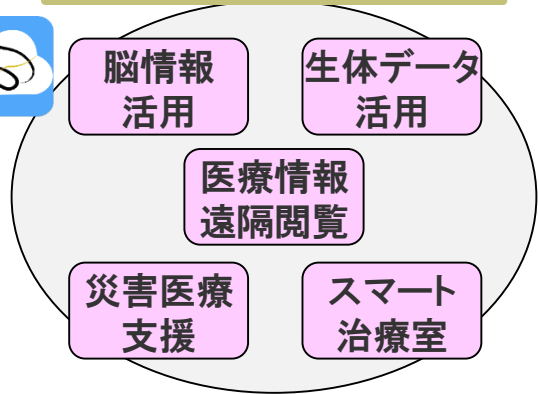 脳情報
活用
生体データ
活用
医療情報
遠隔閲覧
災害医療
支援
スマート
治療室